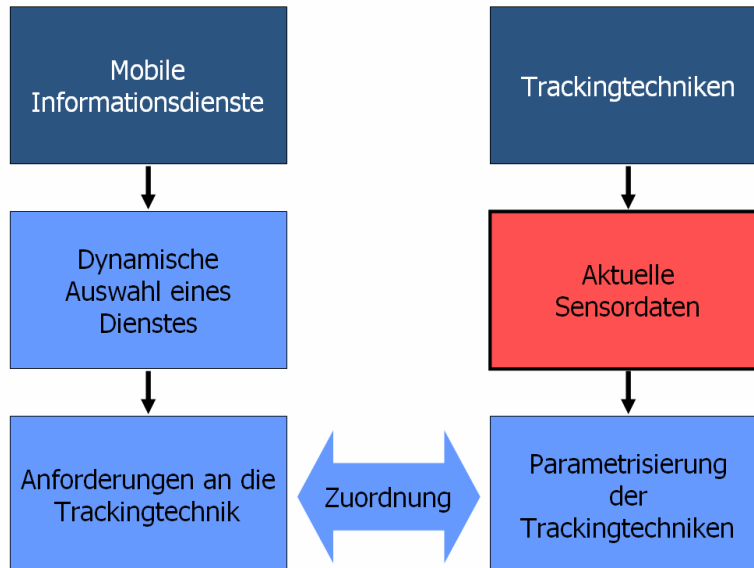 Mobile
Informationsdienste
Trackingtechniken
Dynamische
Auswahl eines
Dienstes
Aktuelle
Sensordaten
Anforderungen an die
Trackingtechnik
Zuordnung
Parametrisierung
der
Trackingtechniken